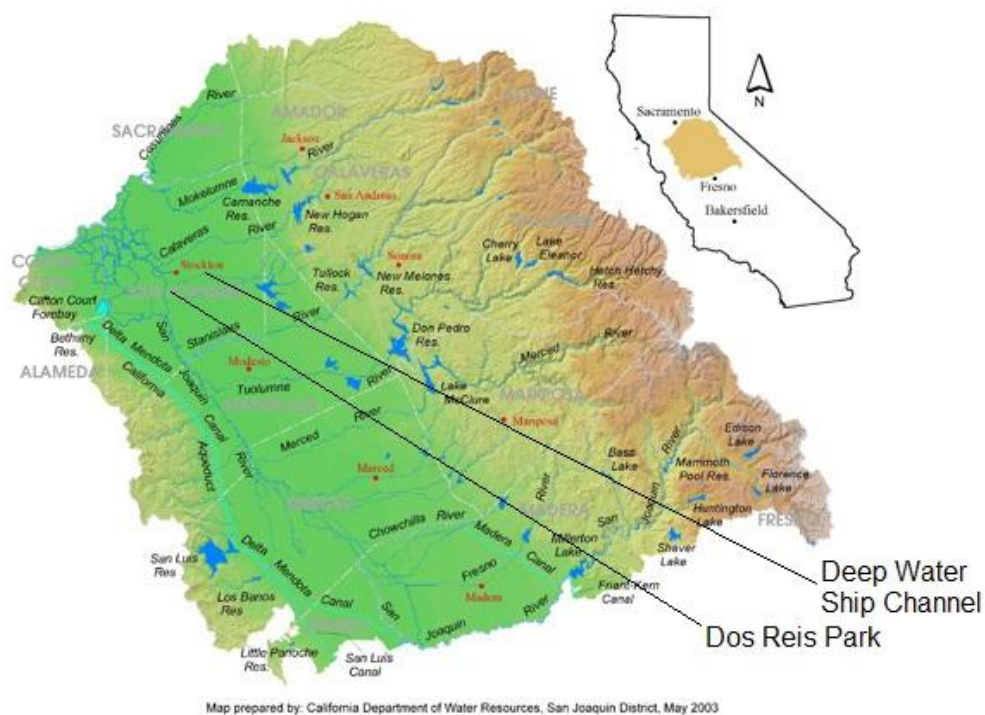 River
Cosumnes
SACRAMENTO
AMADOR
Jackson
River
CALAVERAS
Mokelumne
San Andreas
Camanche
Res.
New Hogan
Res.
Calaveras
River
Stockton
Tullock
Res.
Sonora
New Melones
Res.
Cherry
Lake
Lake
Eleanor
Hetch Hetchy
Res.
Clifton Court
Forebay
Bethany
Res.
ALAMEDA
Delta Mendota Canal
California
Aqueduct
San
Joaquin
River
Stanislaus
River
Modesto
Tuolumne
River
Don Pedro
Res.
Merced
River
Lake
McClure
MARIPOSA
Mariposa
Merced
River
Merced
Bass
Lake
San
Joaquin
River
Mammoth
Pool Res.
Edison
Lake
Florence
Lake
Huntington
Lake
FRESNO
Shaver
Lake
Chowchilla
River
MADERA
River
Madera
Canal
Millerton
Lake
Friant-Kern
Canal
Fresno
Madera
San Luis
Res
Los Banos
Res
Delta
Mendota
Canal
San
Joaquin
River
Little Panoche
Res.
San Luis
Canal
Sacramento
Fresno
Bakersfield
N
Deep Water
Ship Channel
Dos Reis Park
Map prepared by: California Department of Water Resources, San Joaquin District, May 2003